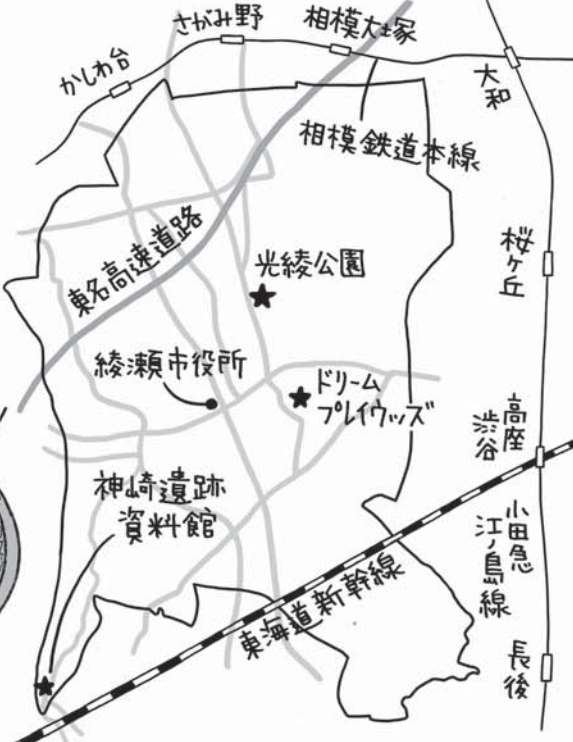 さがみ野
相模大塚
かしわ台
大和
相模鉄道本線
東名高速道路
桜ヶ丘
光綾公園
綾瀬市役所
ドリーム
プレイウッズ
高座
渋谷
神崎遺跡
資料館
小田急
江ノ島線
東海道新幹線
長後